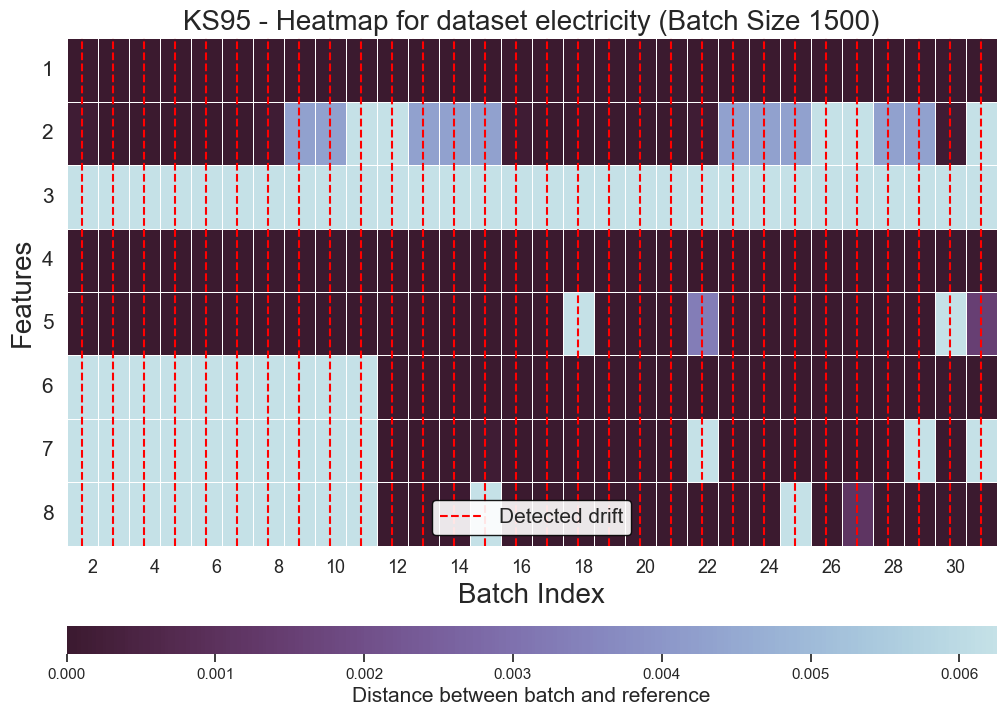 KS95 - Heatmap for dataset electricity (Batch Size 1500)
1
2
3
4
5
6
7
8
Features
Detected drift
2 4 6 8 10 12 14 16 18 20 22 24 26 28 30
Batch Index
0.000 0.001 0.002 0.003 0.004 0.005 0.006
Distance between batch and reference